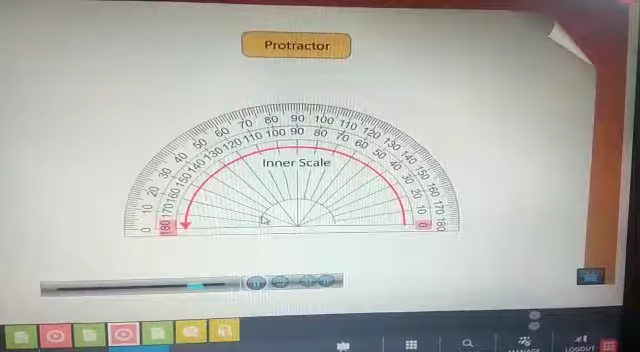 Protractor
0 10 20 30 40 50 60 70 80 90 100 110 120 130 140 150 160 170 180
180 170 160 150 140 130 120 110 100 90 80 70 60 50 40 30 20 10 0
Inner Scale
MANAGE
LOGOUT